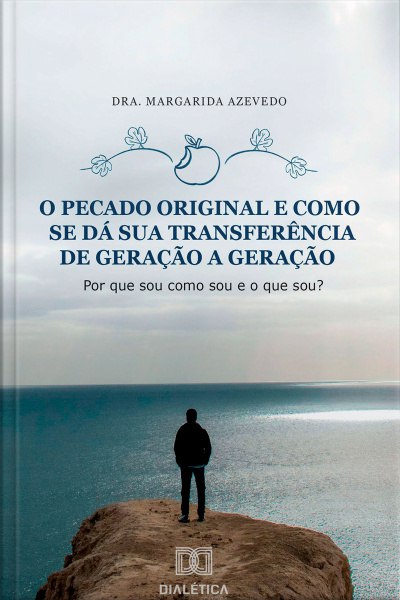 DRA. MARGARIDA AZEVEDO
O PECADO ORIGINAL E COMO
SE DÁ SUA TRANSFERÊNCIA
DE GERAÇÃO A GERAÇÃO
Por que sou como sou e o que sou?
DIALÉTICA